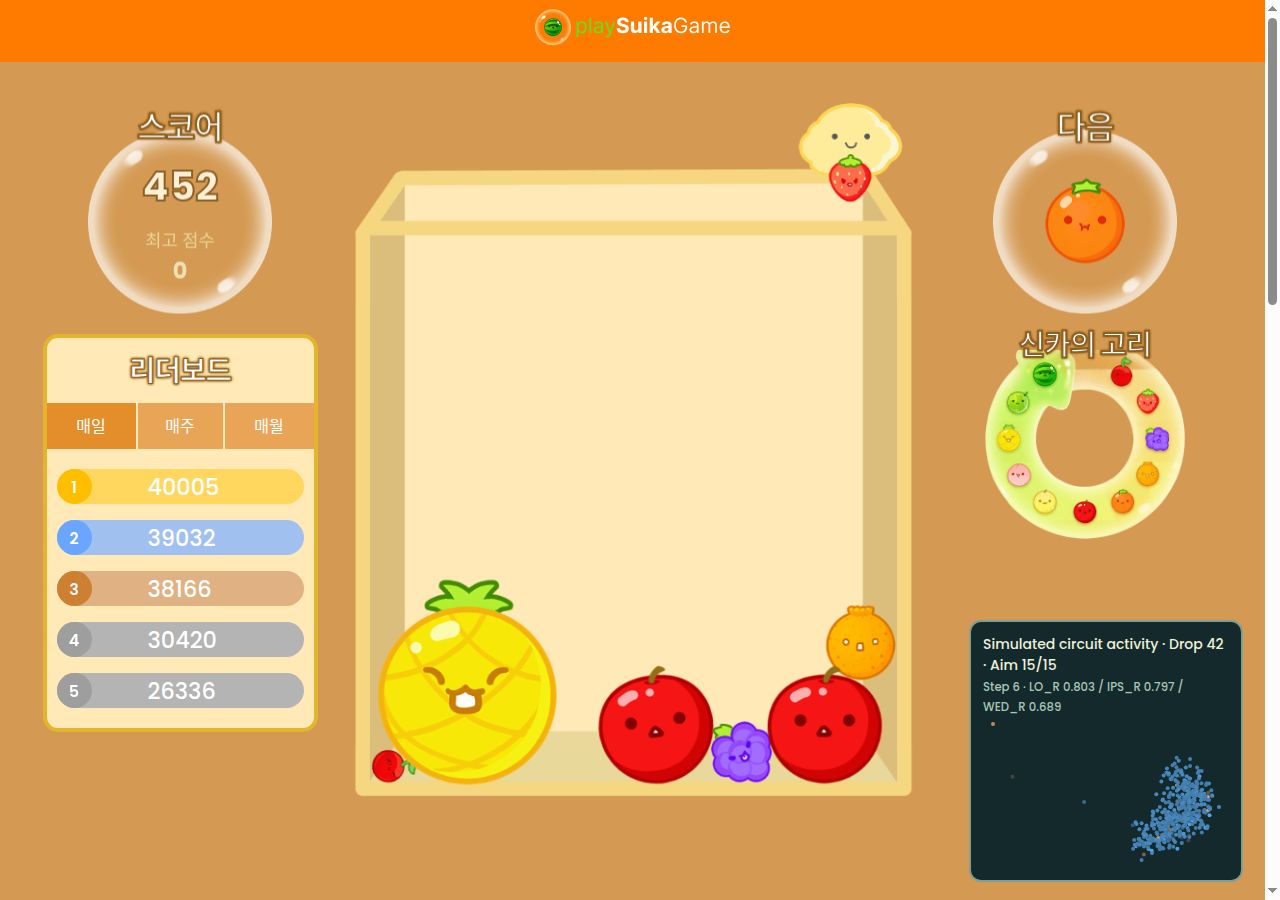 playSuikaGame
스코어
452
최고 점수
0
리더보드
매일 매주 매월
1 40005
2 39032
3 38166
4 30420
5 26336
다음
신카의 고리
Simulated circuit activity · Drop 42
· Aim 15/15
Step 6 · LO_R 0.803 / IPS_R 0.797 /
WED_R 0.689